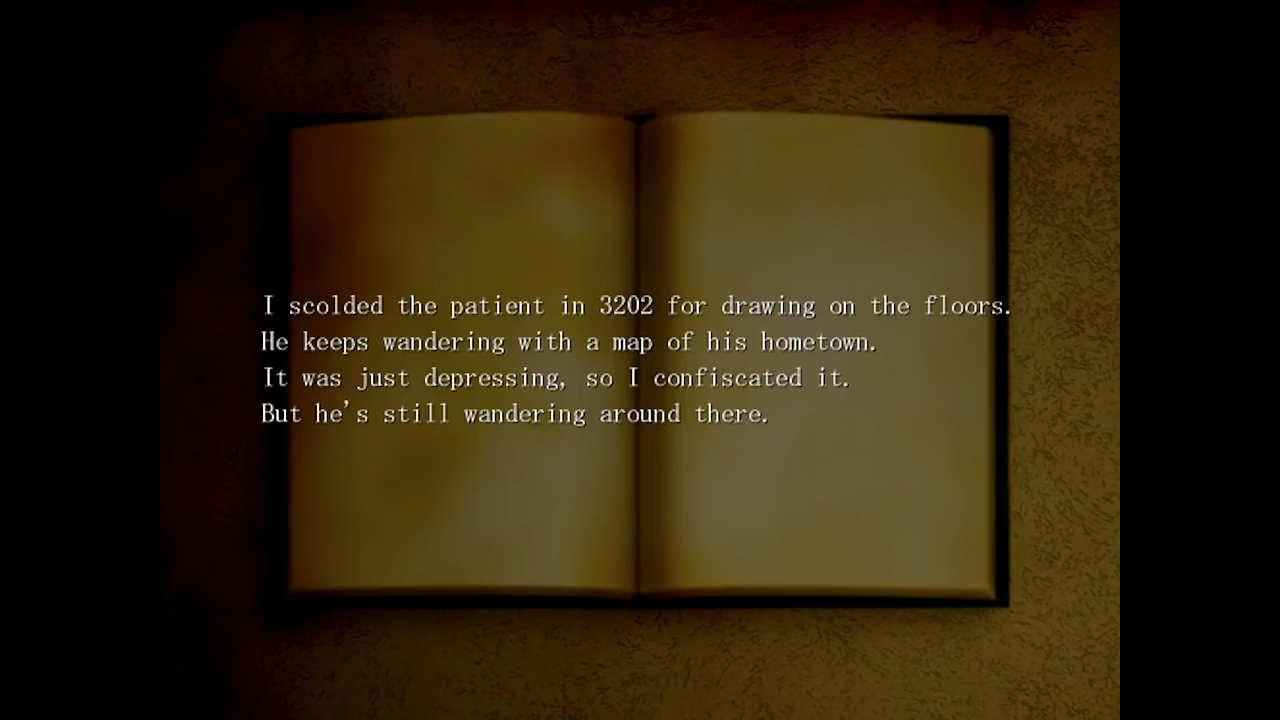 I scolded the patient in 3202 for drawing on the floors.
He keeps wandering with a map of his hometown.
It was just depressing, so I confiscated it.
But he's still wandering around there.